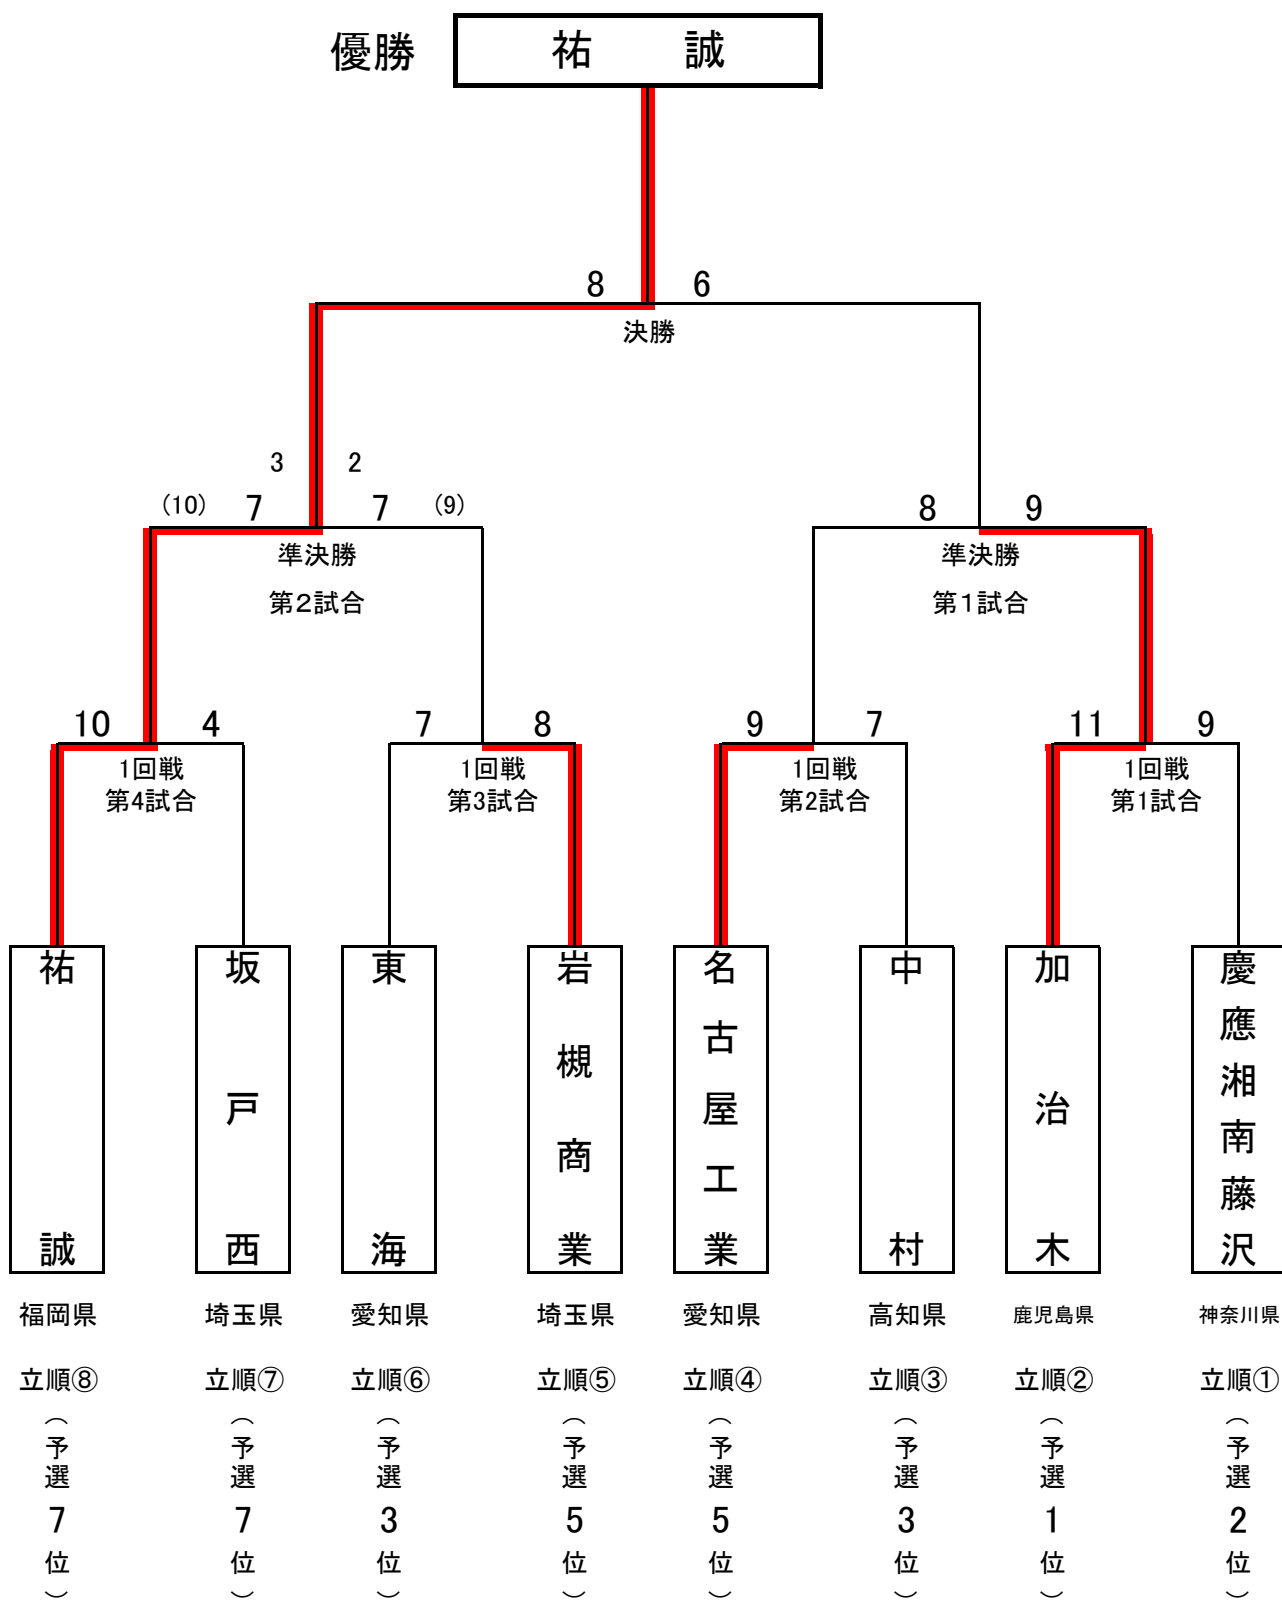 優勝 祐 誠
8 6
決勝
3 2
(10) 7 7 (9)
8 9
準決勝 準決勝
第2試合 第1試合
10 4 7 8 9 7 11 9
1回戦 1回戦 1回戦 1回戦
第4試合 第3試合 第2試合 第1試合
祐誠
坂戸西
東海
岩槻商業
名古屋工業
中村
加治木
慶應湘南藤沢
福岡県 埼玉県 愛知県 埼玉県 愛知県 高知県 鹿児島県 神奈川県
立順⑧ 立順⑦ 立順⑥ 立順⑤ 立順④ 立順③ 立順② 立順①
（予選7位）
（予選7位）
（予選3位）
（予選5位）
（予選5位）
（予選3位）
（予選1位）
（予選2位）